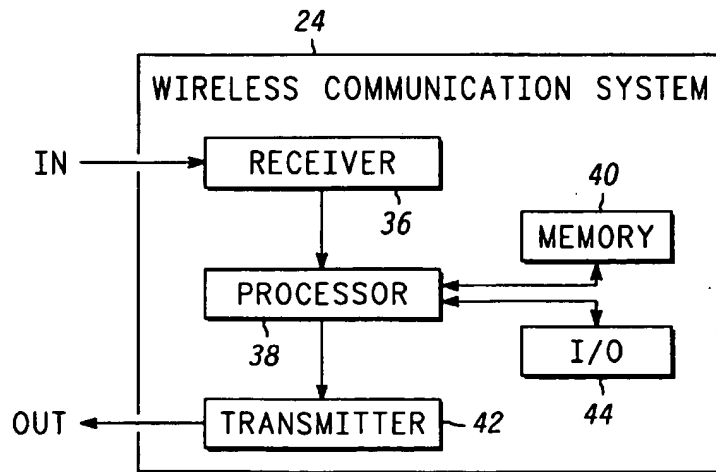 24
WIRELESS COMMUNICATION SYSTEM
IN
RECEIVER
36
40
MEMORY
PROCESSOR
38
I/O
44
OUT
TRANSMITTER
42